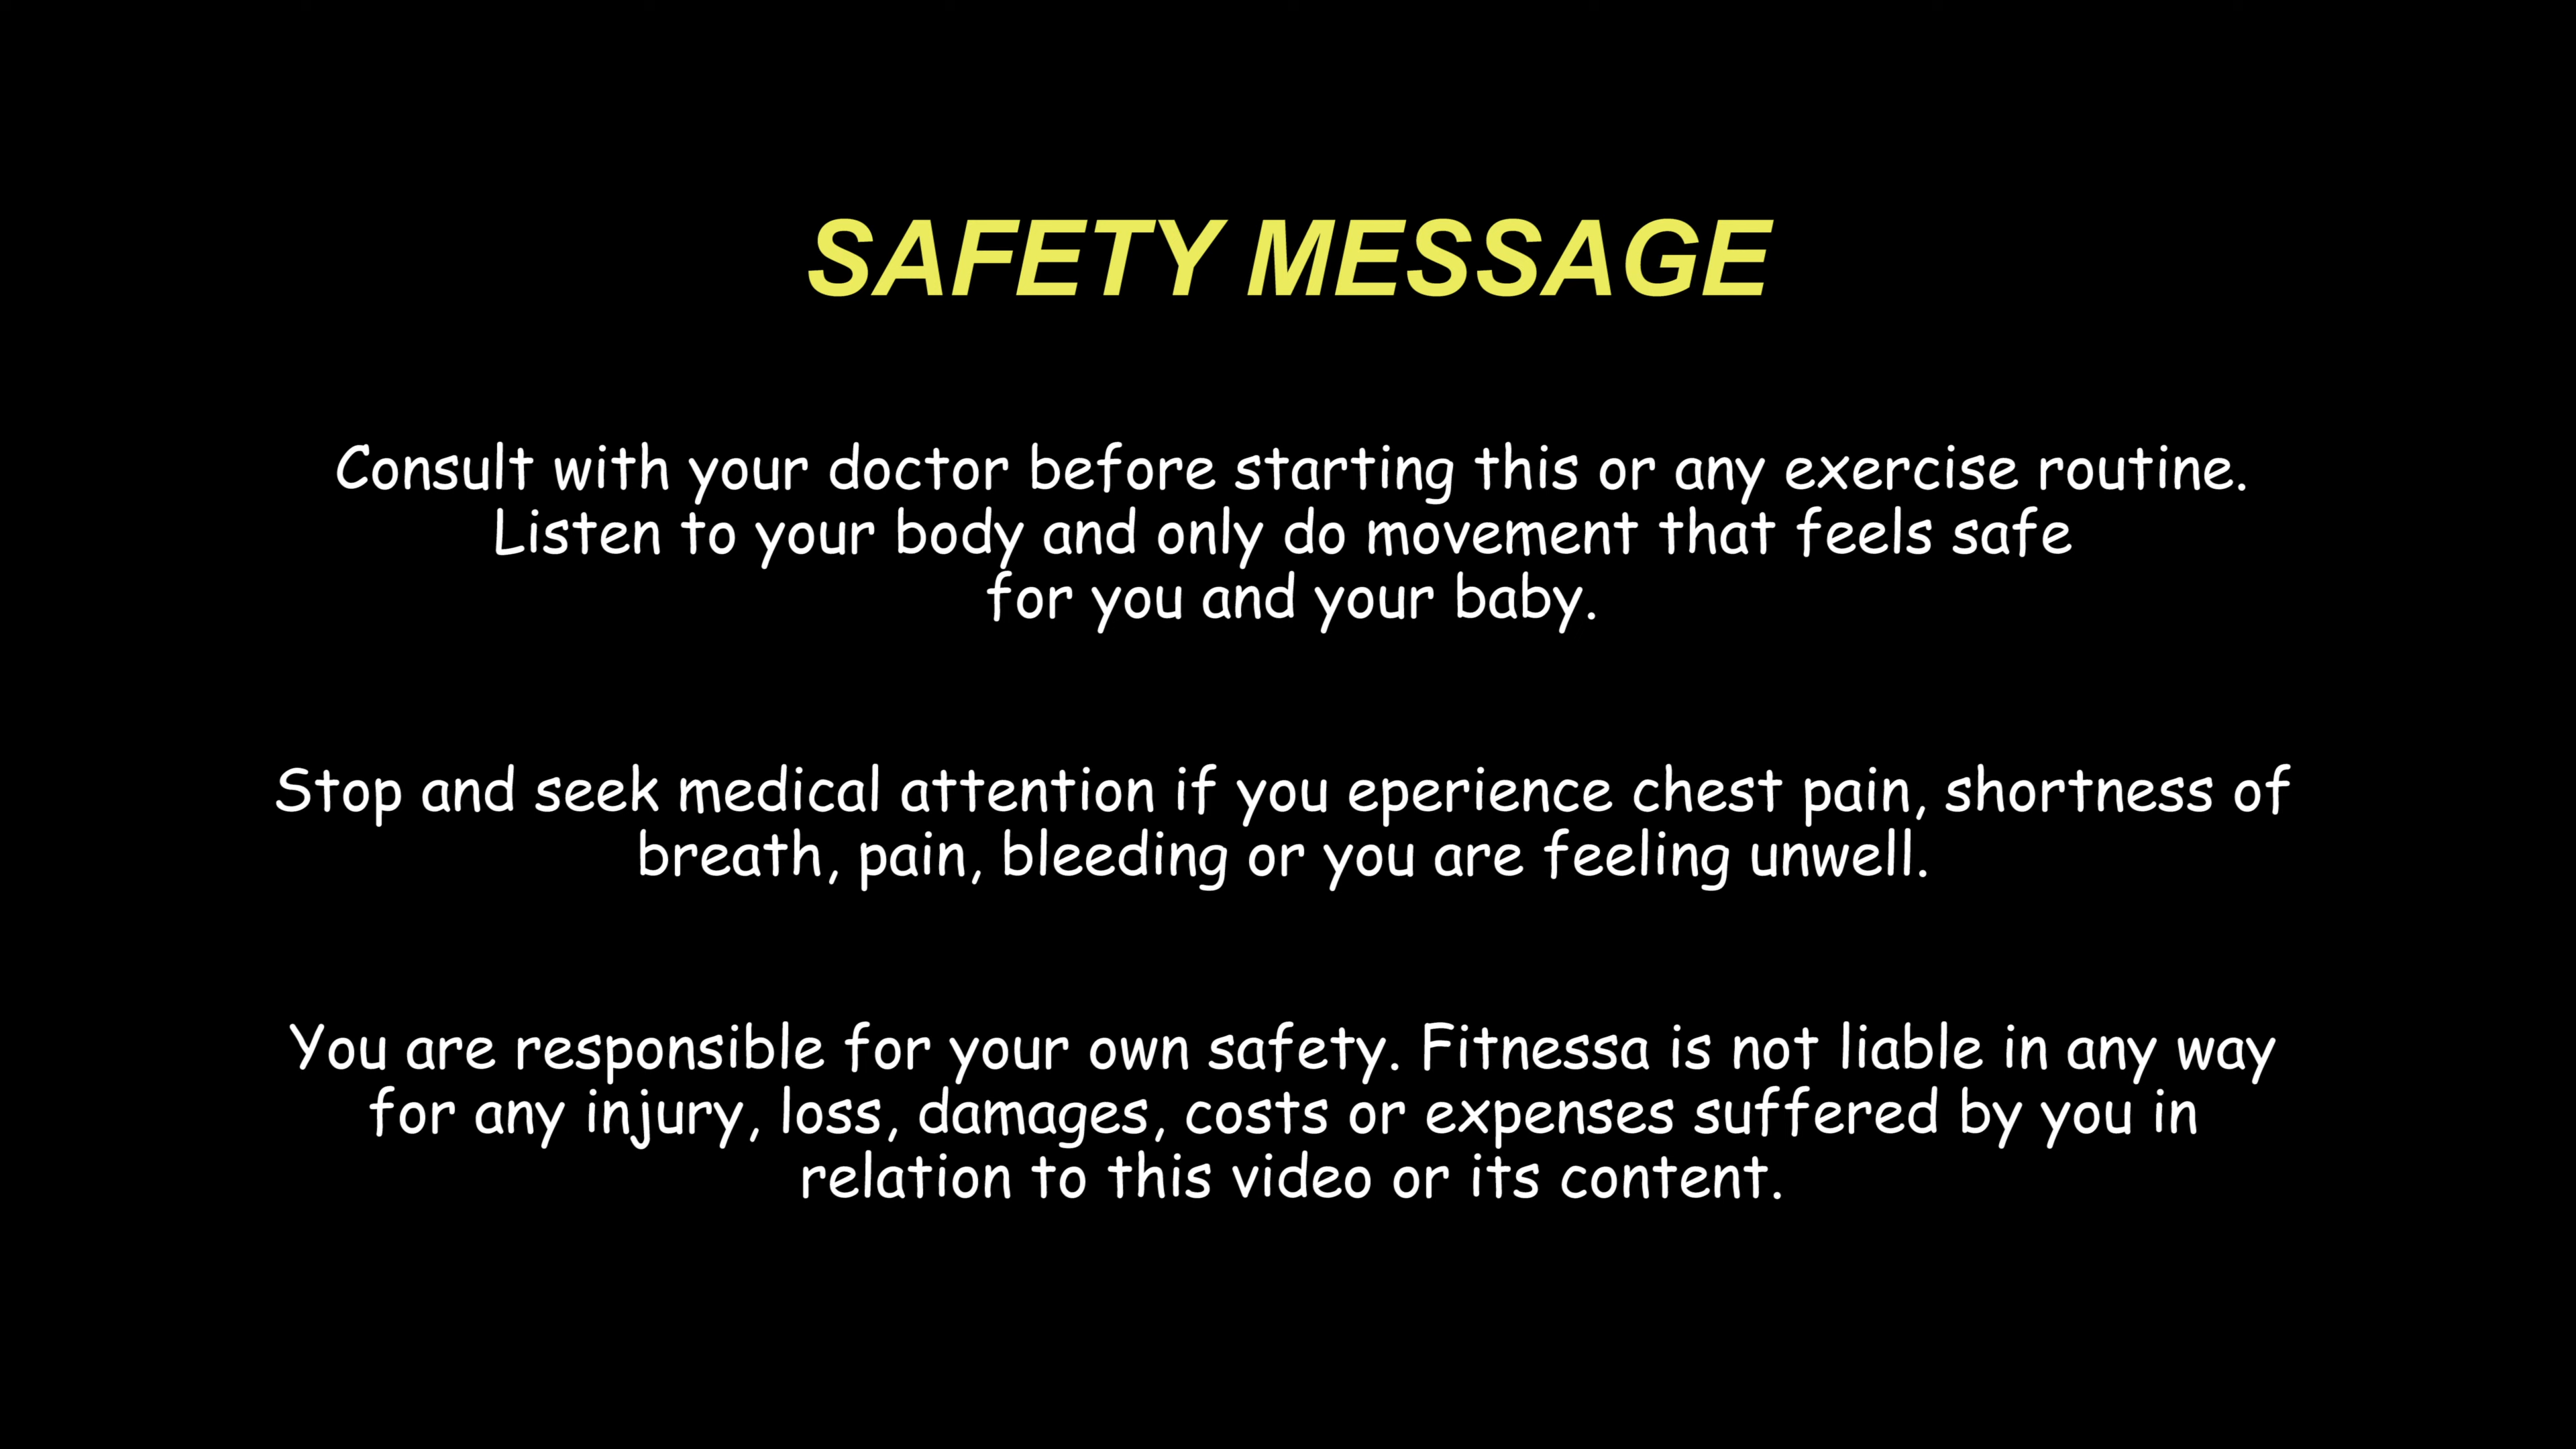 SAFETY MESSAGE
Consult with your doctor before starting this or any exercise routine.
Listen to your body and only do movement that feels safe
for you and your baby.
Stop and seek medical attention if you eperience chest pain, shortness of
breath, pain, bleeding or you are feeling unwell.
You are responsible for your own safety. Fitnessa is not liable in any way
for any injury, loss, damages, costs or expenses suffered by you in
relation to this video or its content.